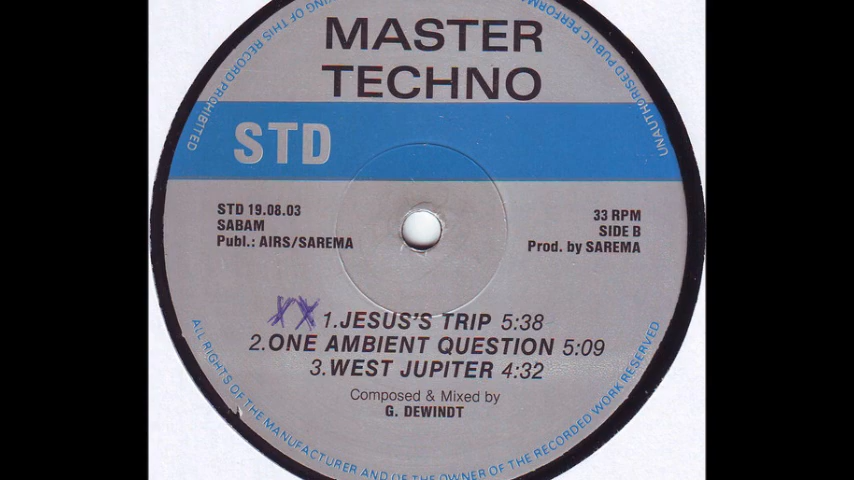 MASTER
TECHNO
STD
STD 19.08.03
SABAM
Publ.: AIRS/SAREMA
33 RPM
SIDE B
Prod. by SAREMA
XX 1.JESUS'S TRIP 5:38
2.ONE AMBIENT QUESTION 5:09
3.WEST JUPITER 4:32
Composed & Mixed by
G. DEWINDT
ALL RIGHTS OF THE MANUFACTURER AND OF THE OWNER OF THE RECORDED WORK RESERVED
UNAUTHORISED PUBLIC PERFORM
OF THIS RECORD PROHIBITED